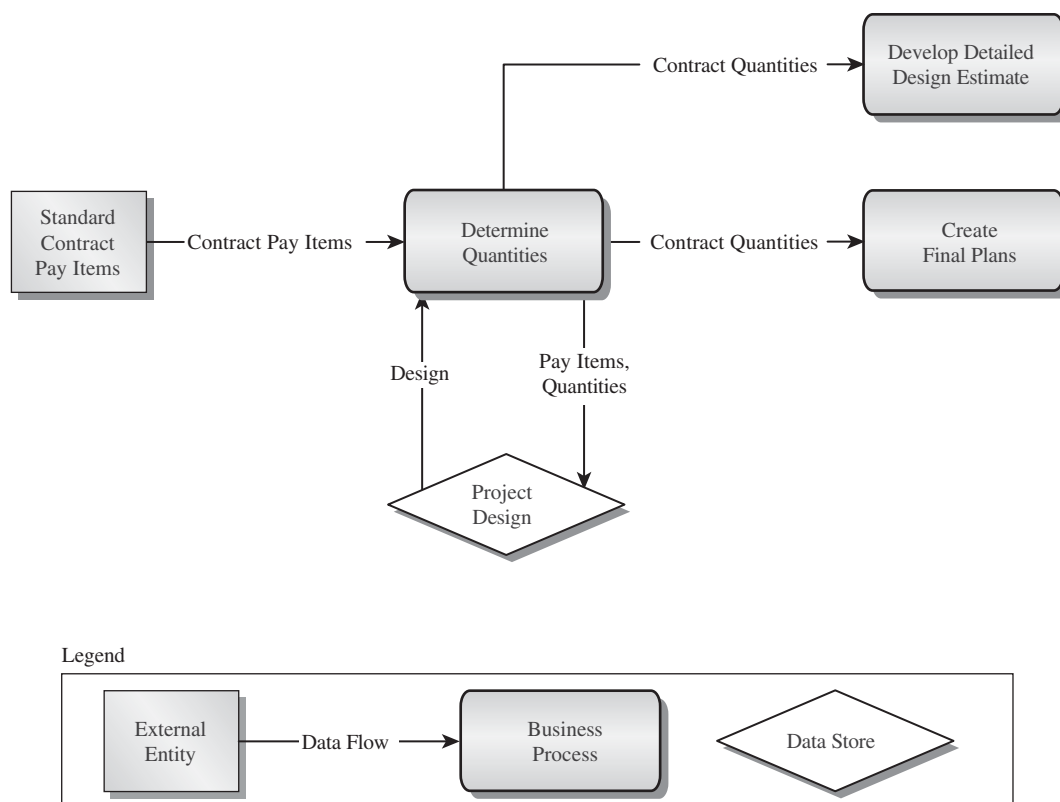 Contract Quantities
Develop Detailed
Design Estimate
Standard
Contract
Pay Items
Contract Pay Items
Determine
Quantities
Contract Quantities
Create
Final Plans
Design
Pay Items,
Quantities
Project
Design
Legend
External
Entity
Data Flow
Business
Process
Data Store